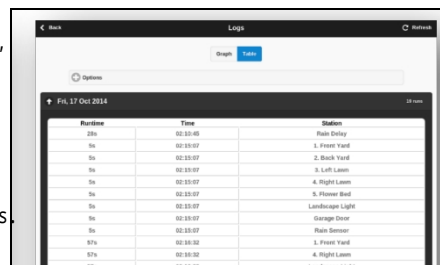 Back Logs Refresh
Graph Table
Options
Fri, 17 Oct 2014 19 runs
Runtime Time Station
28s 02:10:45 Rain Delay
5s 02:15:07 1. Front Yard
5s 02:15:07 2. Back Yard
5s 02:15:07 3. Left Lawn
5s 02:15:07 4. Right Lawn
5s 02:15:07 5. Flower Bed
5s 02:15:07 Landscape Light
5s 02:15:07 Garage Door
s. 5s 02:15:07 Rain Sensor
57s 02:16:32 1. Front Yard
57s 02:16:32 4. Right Lawn